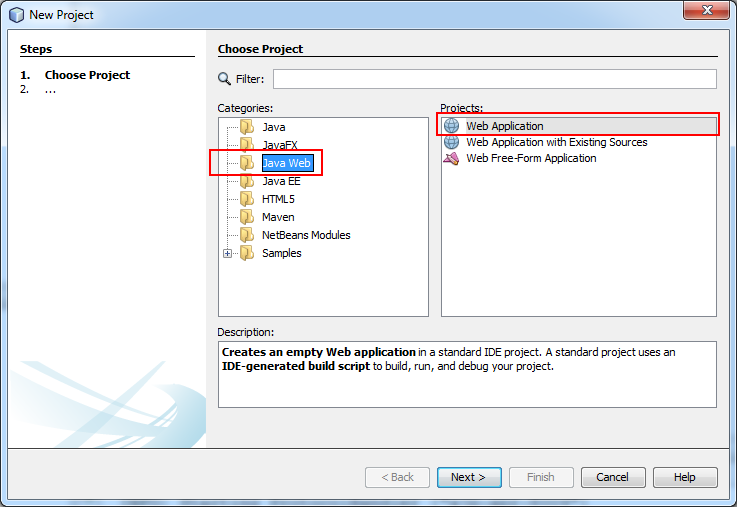 New Project
Steps
1. Choose Project
2. ...
Choose Project
Filter:
Categories:
Java
JavaFX
Java Web
Java EE
HTML5
Maven
NetBeans Modules
Samples
Projects:
Web Application
Web Application with Existing Sources
Web Free-Form Application
Description:
Creates an empty Web application in a standard IDE project. A standard project uses an
IDE-generated build script to build, run, and debug your project.
< Back
Next >
Finish
Cancel
Help